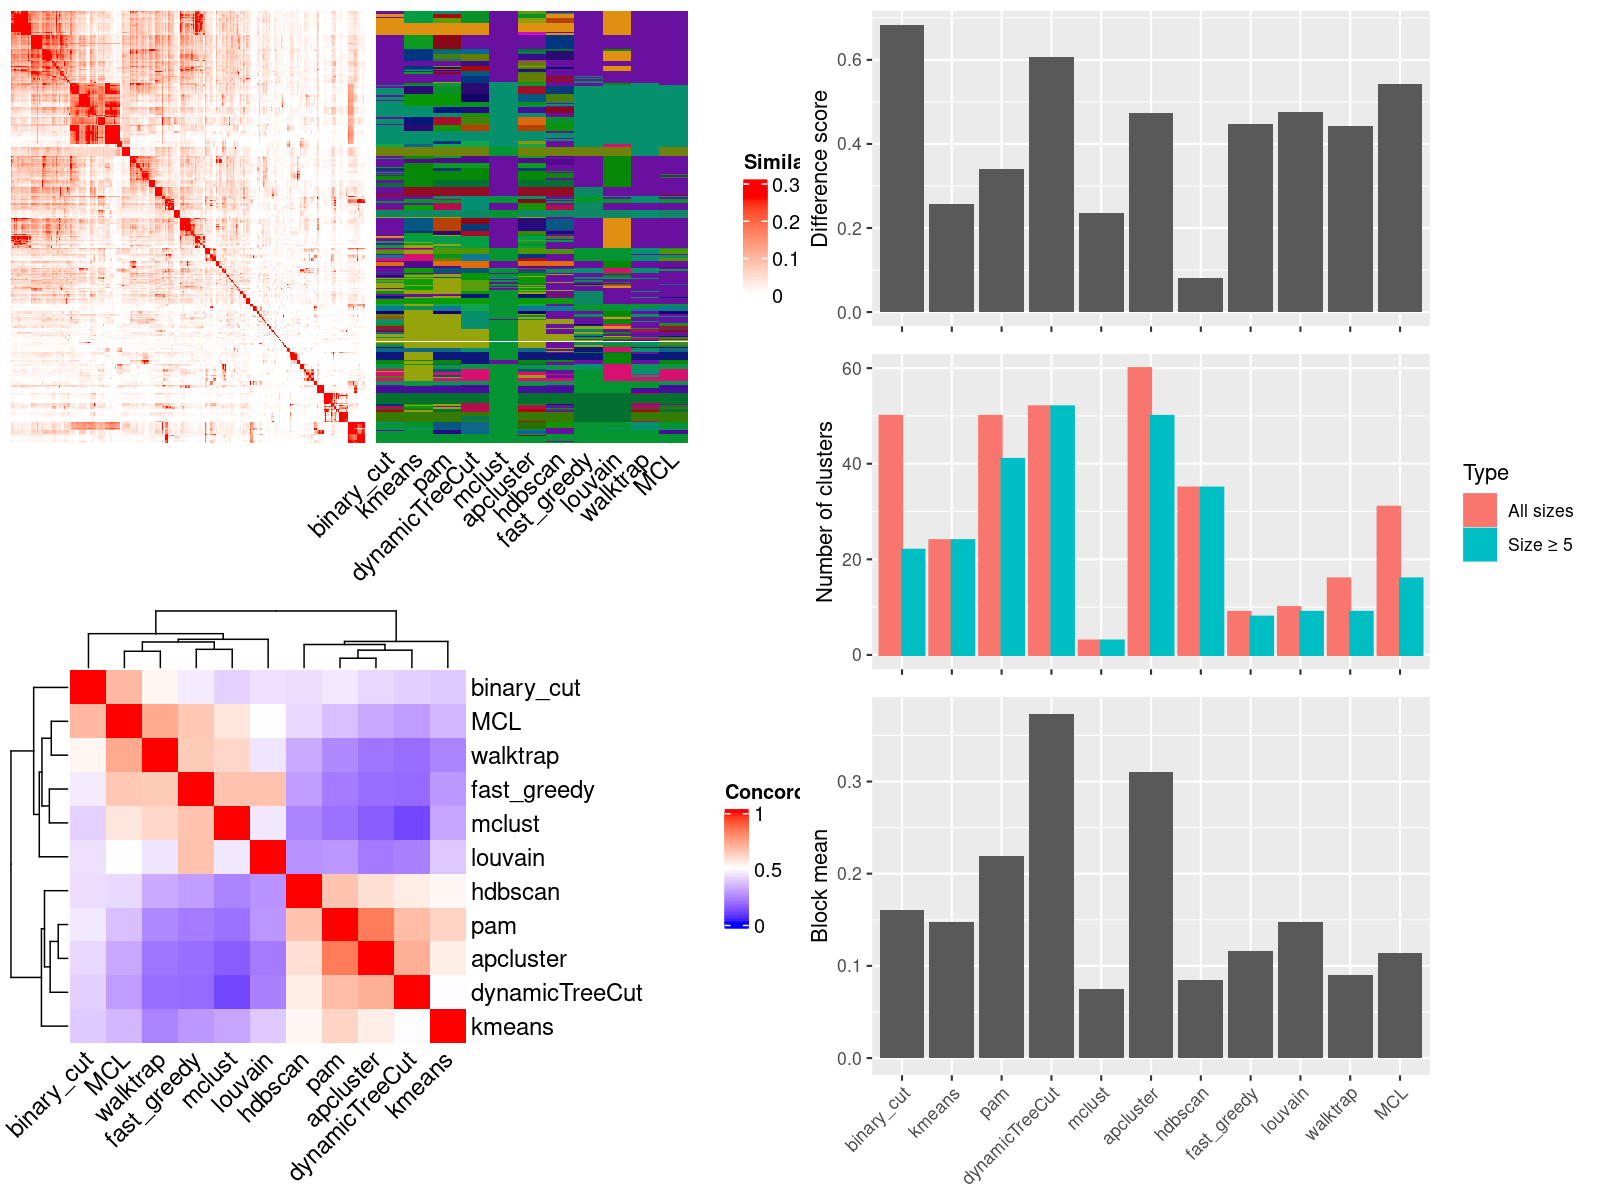 Simila
0.3
0.2
0.1
0
binary_cut
kmeans
pam
dynamicTreeCut
mclust
apcluster
hdbscan
fast_greedy
louvain
walktrap
MCL
binary_cut
MCL
walktrap
fast_greedy
mclust
louvain
hdbscan
pam
apcluster
dynamicTreeCut
kmeans
Concord
1
0.5
0
binary_cut
MCL
walktrap
fast_greedy
mclust
louvain
hdbscan
pam
apcluster
dynamicTreeCut
kmeans
Difference score
0.6
0.4
0.2
0.0
Number of clusters
60
40
20
0
Type
All sizes
Size ≥ 5
Block mean
0.3
0.2
0.1
0.0
binary_cut
kmeans
pam
dynamicTreeCut
mclust
apcluster
hdbscan
fast_greedy
louvain
walktrap
MCL